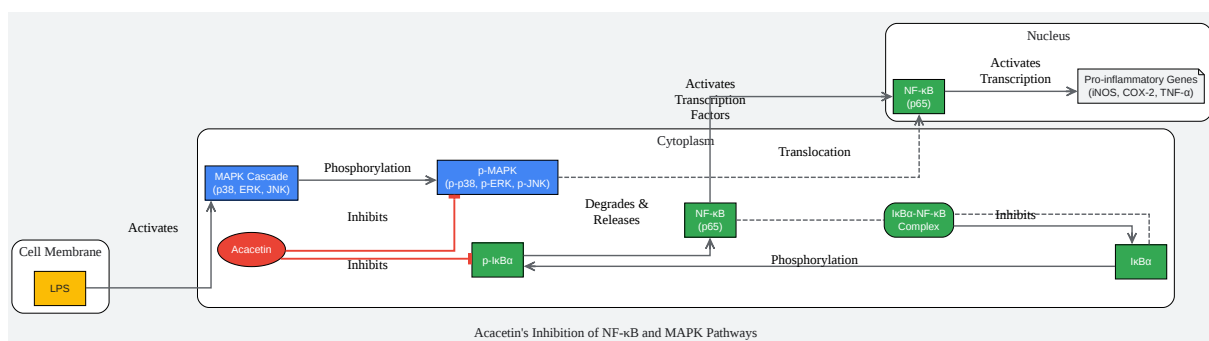 Nucleus
Activates
Transcription
NF-κB
(p65)
Pro-inflammatory Genes
(iNOS, COX-2, TNF-α)
Activates
Transcription
Factors
Cytoplasm
Translocation
MAPK Cascade
(p38, ERK, JNK)
Phosphorylation
p-MAPK
(p-p38, p-ERK, p-JNK)
Degrades &
Releases
NF-κB
(p65)
IκBα-NF-κB
Complex
Inhibits
Inhibits
Activates
Acacetin
Inhibits
p-IκBα
Phosphorylation
IκBα
Cell Membrane
LPS
Acacetin's Inhibition of NF-κB and MAPK Pathways